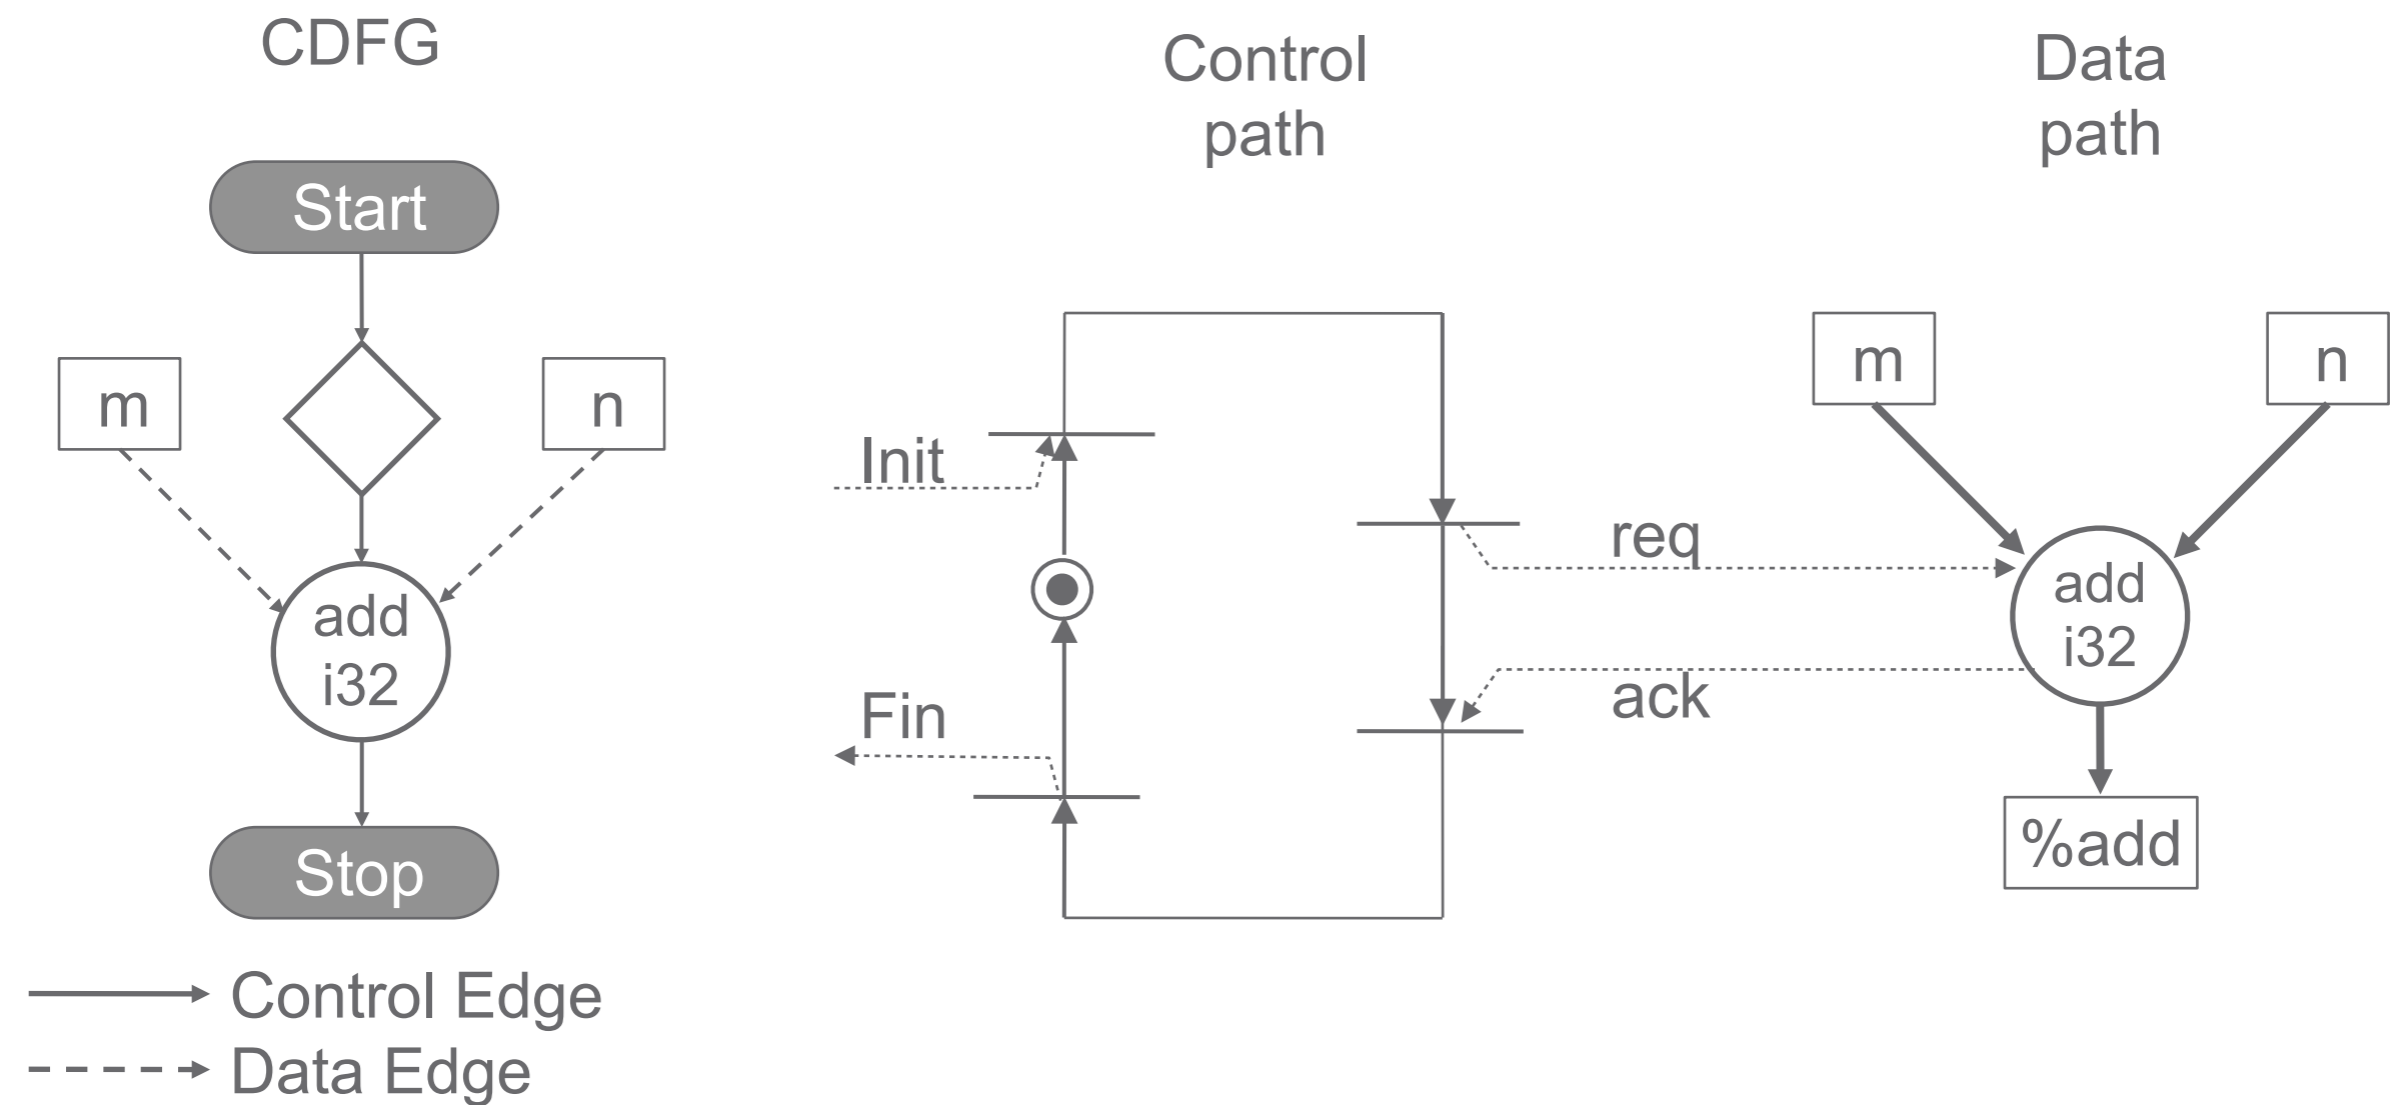 CDFG
Start
m
n
add
i32
Stop
Control Edge
Data Edge
Control
path
Init
Fin
req
ack
Data
path
m
n
add
i32
%add